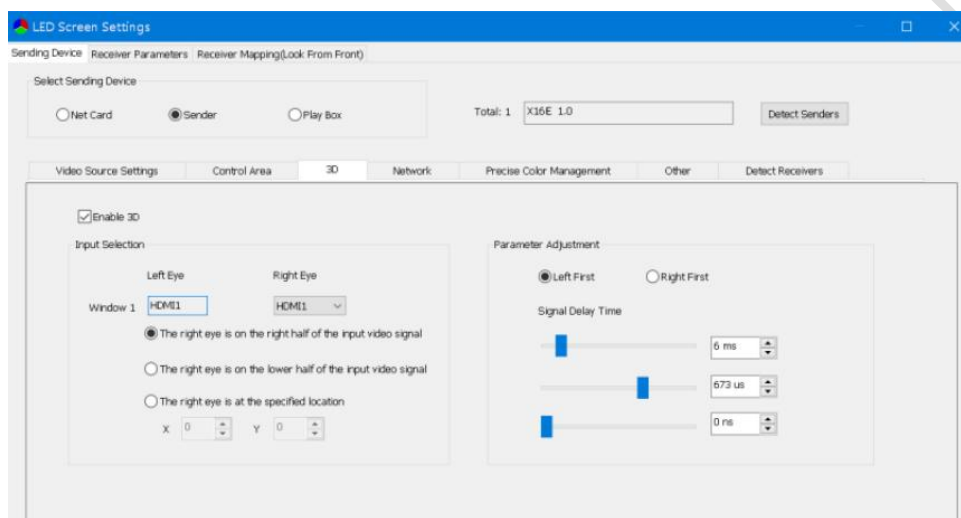 LED Screen Settings
Sending Device Receiver Parameters Receiver Mapping(Look From Front)
Select Sending Device
Net Card Sender Play Box
Total: 1 X16E 1.0 Detect Senders
Video Source Settings Control Area 3D Network Precise Color Management Other Detect Receivers
Enable 3D
Input Selection
Left Eye Right Eye
Window 1 HDMI1 HDMI1
The right eye is on the right half of the input video signal
The right eye is on the lower half of the input video signal
The right eye is at the specified location
X 0 Y 0
Parameter Adjustment
Left First Right First
Signal Delay Time
6 ms
673 us
0 ns